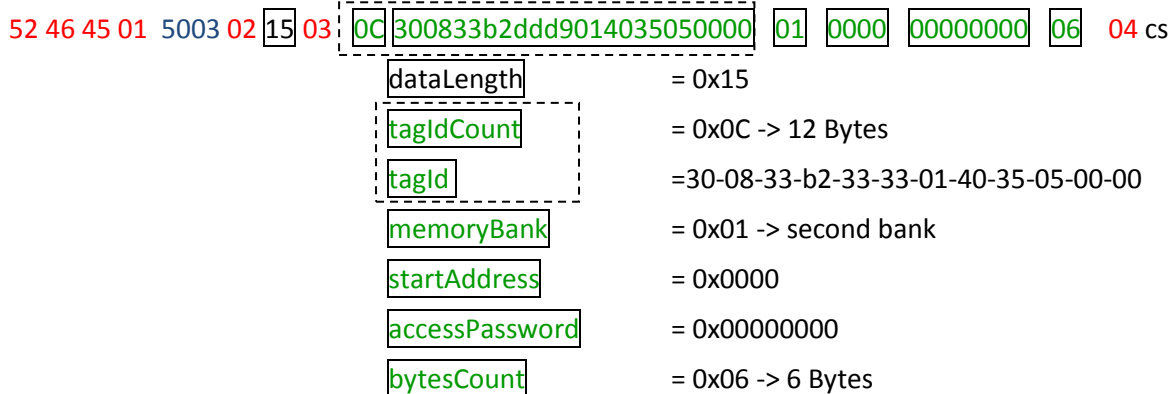 52 46 45 01 5003 02 15 03 0C 300833b2ddd9014035050000 01 0000 00000000 06 04 cs
dataLength = 0x15
tagIdCount = 0x0C -> 12 Bytes
tagId =30-08-33-b2-33-33-01-40-35-05-00-00
memoryBank = 0x01 -> second bank
startAddress = 0x0000
accessPassword = 0x00000000
bytesCount = 0x06 -> 6 Bytes